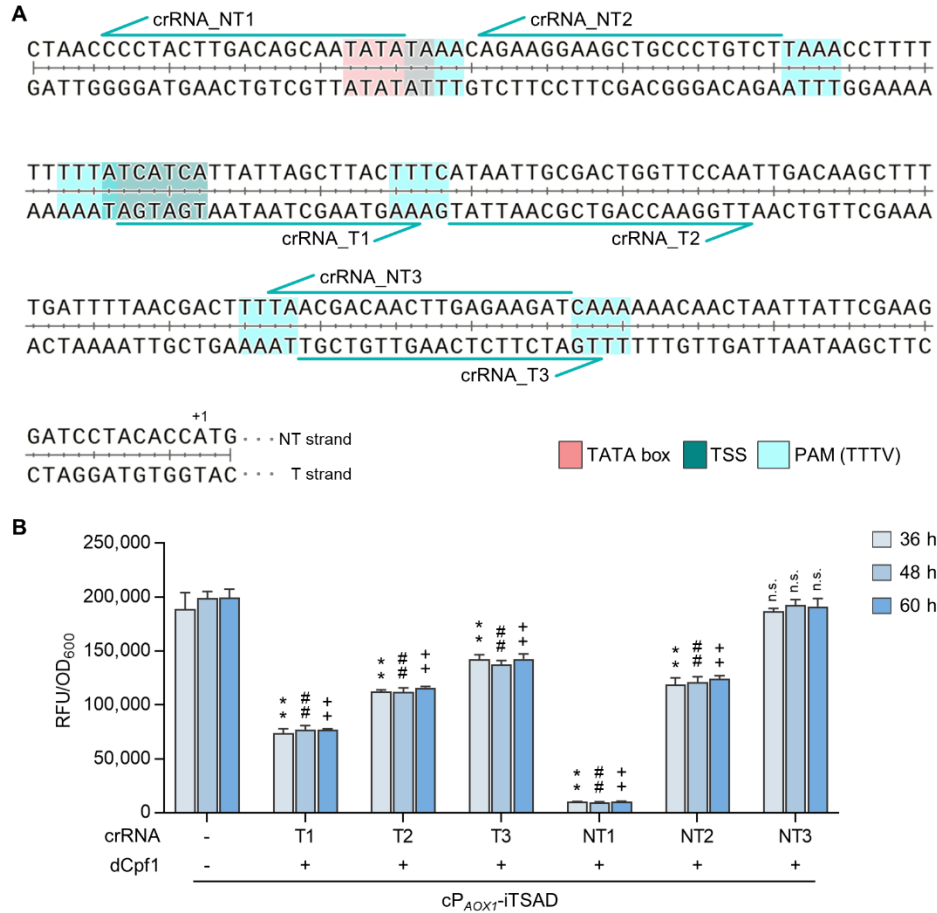 A
crRNA_NT1 crRNA_NT2
CTAACCCCTACTTGACAGCAATATATAAACAGAAGGAAGCTGCCCTGTCTTAAACCTTTT
GATTGGGGATGAACTGTCGTTATATATTTGTCTTCCTTCGACGGGACAGAATTTGGAAAA
TTTTTTATCATCATTATTAGCTTACTTTCATAATTGCGACTGGTTCCAATTGACAAGCTTT
AAAAAATAGTAGTAATAATCGAATGAAAGTATTAACGCTGACCAAGGTTAACTGTTCGAAA
crRNA_T1 crRNA_T2
crRNA_NT3
TGATTTTAACGACTTTTAACGACAACTTGAGAAGATCAAAAAACAACTAATTATTCGAAG
ACTAAAATTGCTGAAAATTGCTGTTGAACTCTTCTAGTTTTTTGTTGATTAATAAGCTTC
crRNA_T3
+1
GATCCTACACCATG ··· NT strand
CTAGGATGTGGTAC ··· T strand
TATA box TSS PAM (TTTV)
B
250,000
200,000
150,000
100,000
50,000
0
RFU/OD600
36 h
48 h
60 h
** ## ++ ** ## ++ ** ## ++ ** ## ++ ** ## ++ n.s. n.s. n.s.
crRNA - T1 T2 T3 NT1 NT2 NT3
dCpf1 - + + + + + +
cPAOX1-iTSAD